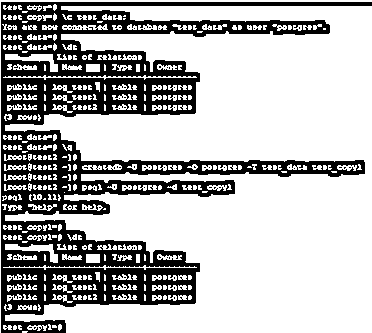 test_copy=#
test_copy=# \c test_data;
You are now connected to database "test_data" as user "postgres".
test_data=#
test_data=# \dt
List of relations
Schema | Name | Type | Owner
public | log_test | table | postgres
public | log_test1 | table | postgres
public | log_test2 | table | postgres
(3 rows)
test_data=#
test_data=# \q
[root@test2 ~]#
[root@test2 ~]# createdb -U postgres -O postgres -T test_data test_copy1
[root@test2 ~]#
[root@test2 ~]# psql -U postgres -d test_copy1
psql (10.11)
Type "help" for help.
test_copy1=#
test_copy1=# \dt
List of relations
Schema | Name | Type | Owner
public | log_test | table | postgres
public | log_test1 | table | postgres
public | log_test2 | table | postgres
(3 rows)
test_copy1=#